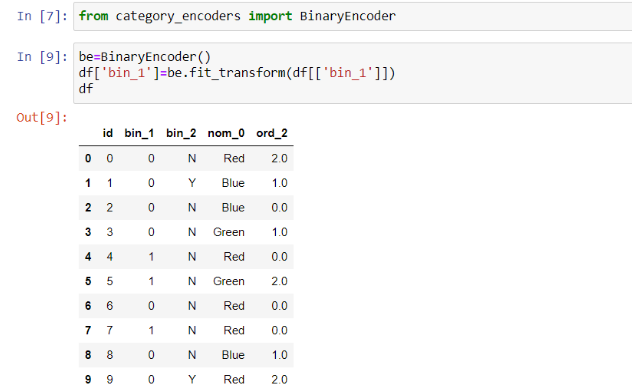 In [7]: from category_encoders import BinaryEncoder
In [9]: be=BinaryEncoder()
df['bin_1']=be.fit_transform(df[['bin_1']])
df
Out[9]:
id bin_1 bin_2 nom_0 ord_2
0 0 0 N Red 2.0
1 1 0 Y Blue 1.0
2 2 0 N Blue 0.0
3 3 0 N Green 1.0
4 4 1 N Red 0.0
5 5 1 N Green 2.0
6 6 0 N Red 0.0
7 7 1 N Red 0.0
8 8 0 N Blue 1.0
9 9 0 Y Red 2.0